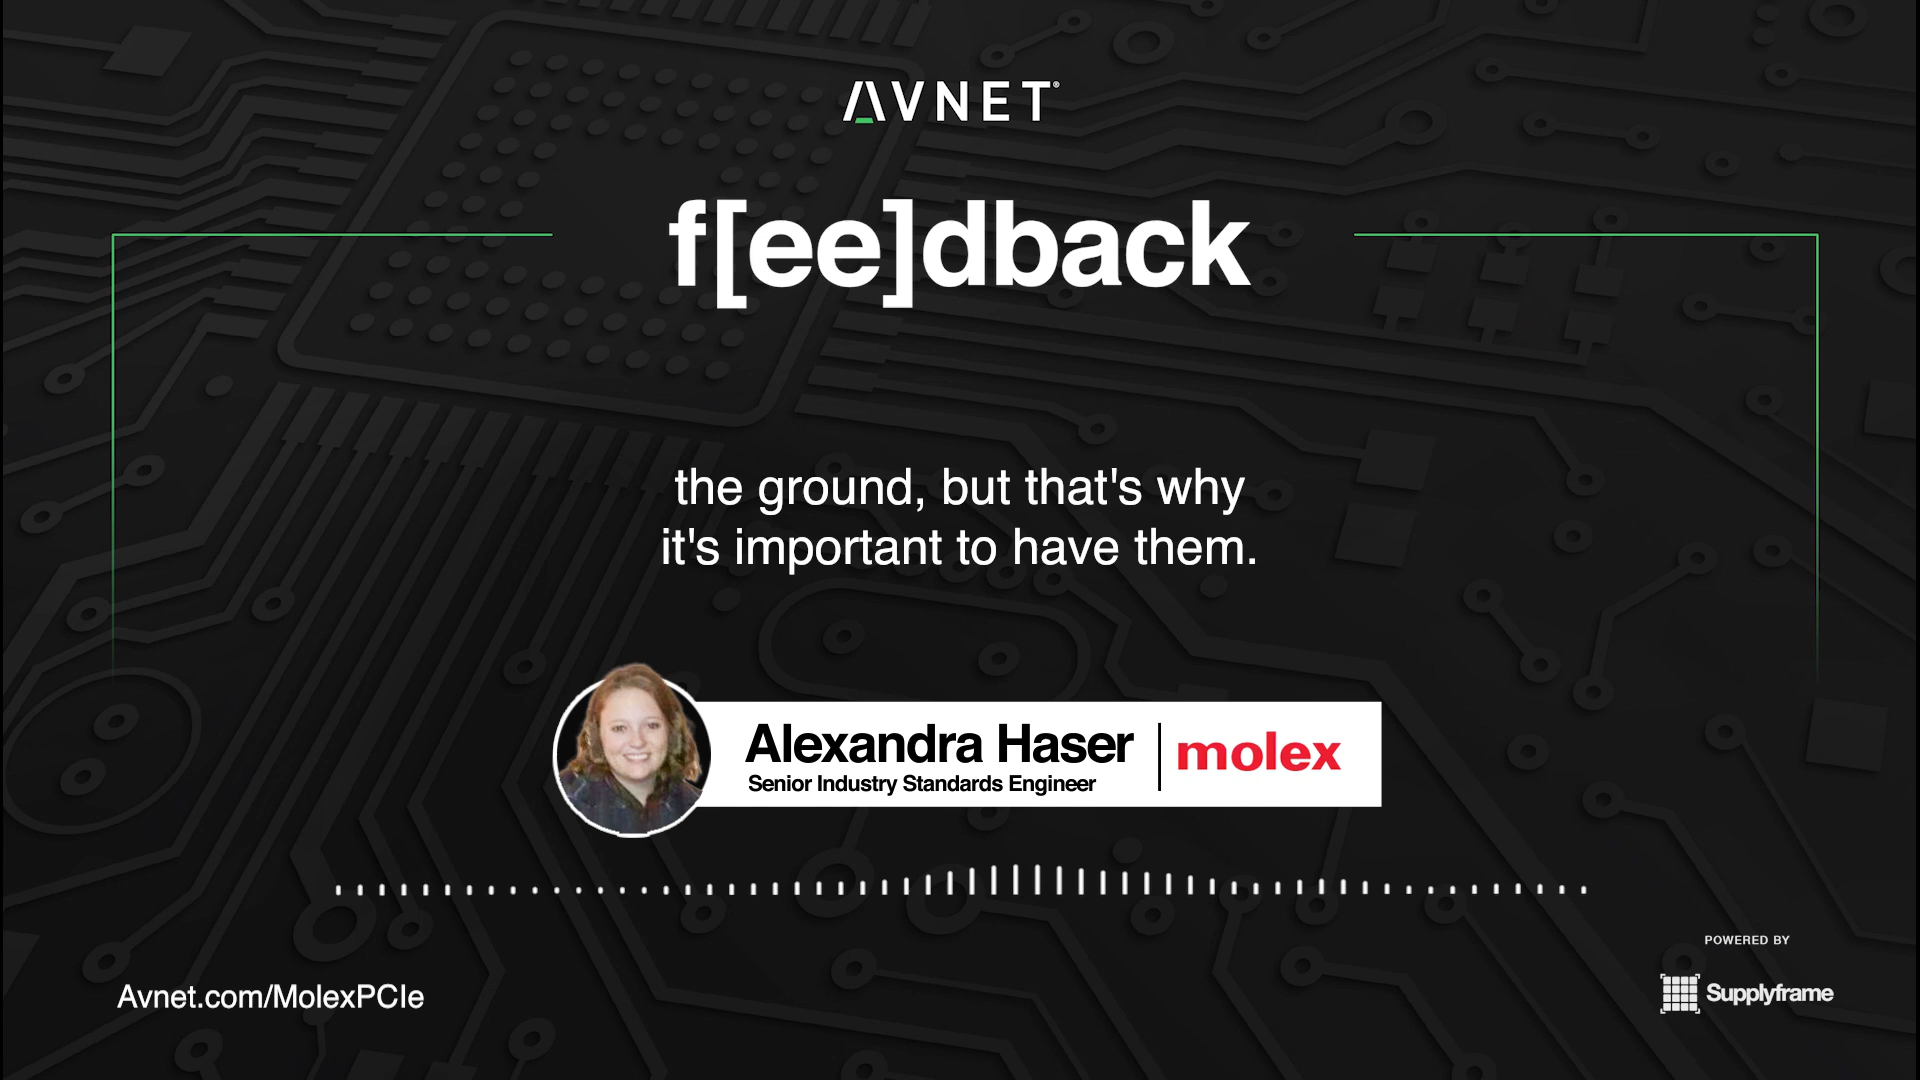 AVNET®
f[ee]dback
the ground, but that's why
it's important to have them.
Alexandra Haser
Senior Industry Standards Engineer
molex
POWERED BY
Supplyframe
Avnet.com/MolexPCIe